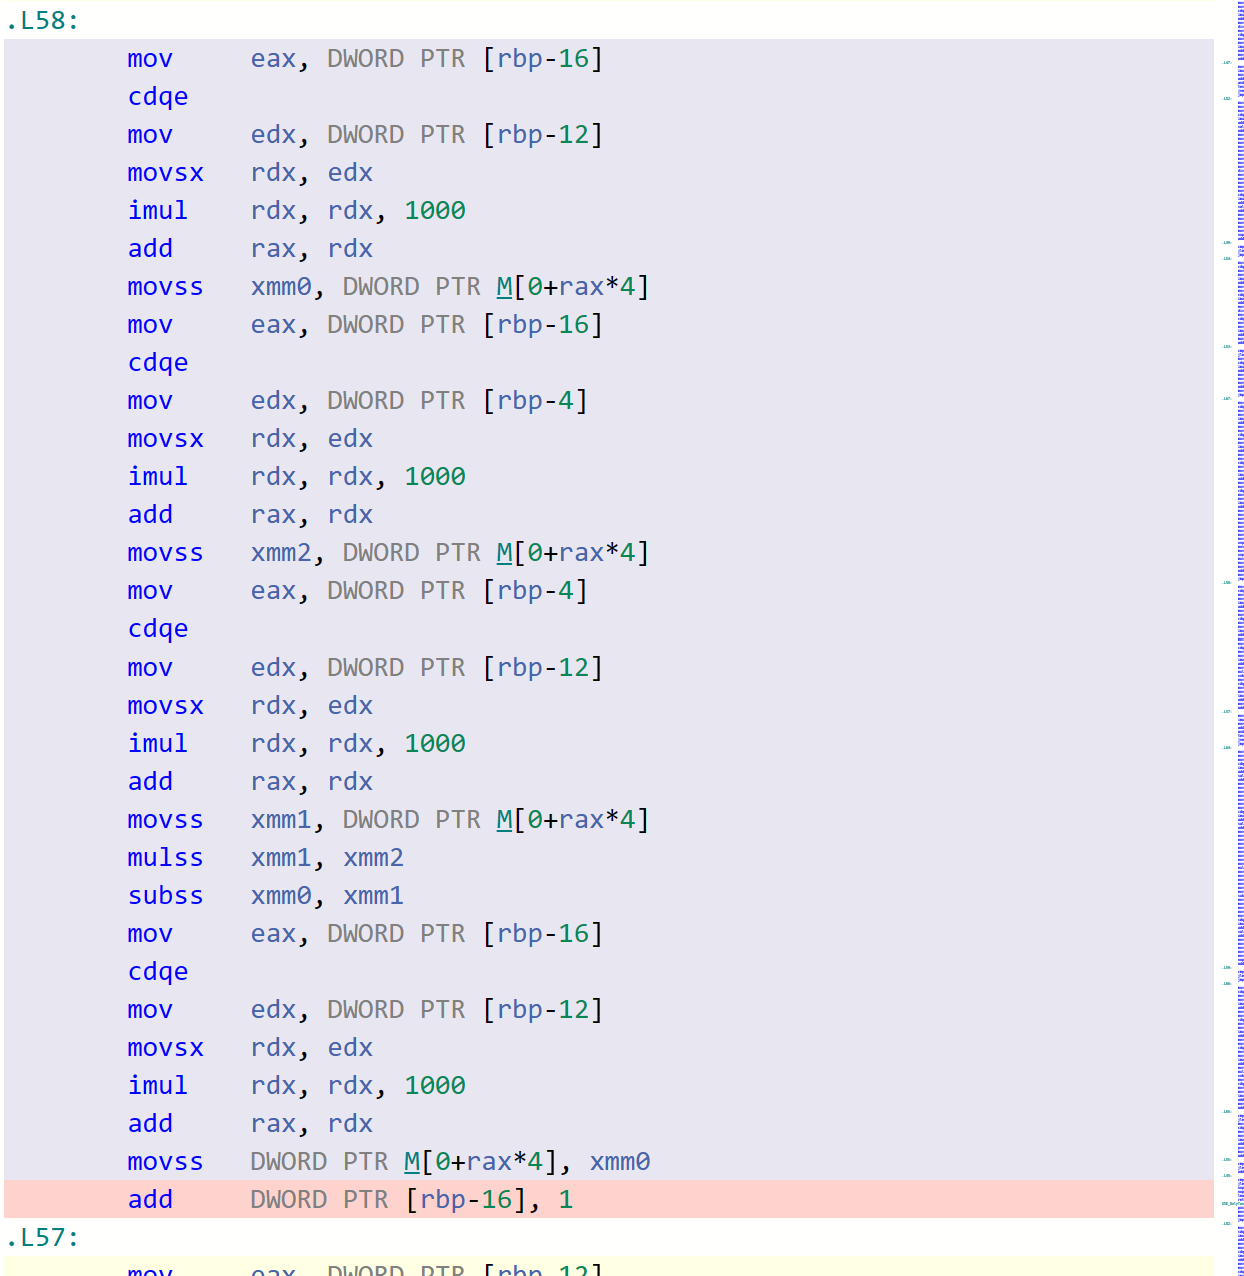 .L58:
mov eax, DWORD PTR [rbp-16]
cdqe
mov edx, DWORD PTR [rbp-12]
movsx rdx, edx
imul rdx, rdx, 1000
add rax, rdx
movss xmm0, DWORD PTR M[0+rax*4]
mov eax, DWORD PTR [rbp-16]
cdqe
mov edx, DWORD PTR [rbp-4]
movsx rdx, edx
imul rdx, rdx, 1000
add rax, rdx
movss xmm2, DWORD PTR M[0+rax*4]
mov eax, DWORD PTR [rbp-4]
cdqe
mov edx, DWORD PTR [rbp-12]
movsx rdx, edx
imul rdx, rdx, 1000
add rax, rdx
movss xmm1, DWORD PTR M[0+rax*4]
mulss xmm1, xmm2
subss xmm0, xmm1
mov eax, DWORD PTR [rbp-16]
cdqe
mov edx, DWORD PTR [rbp-12]
movsx rdx, edx
imul rdx, rdx, 1000
add rax, rdx
movss DWORD PTR M[0+rax*4], xmm0
add DWORD PTR [rbp-16], 1
.L57:
mov eax, DWORD PTR [rbp-12]